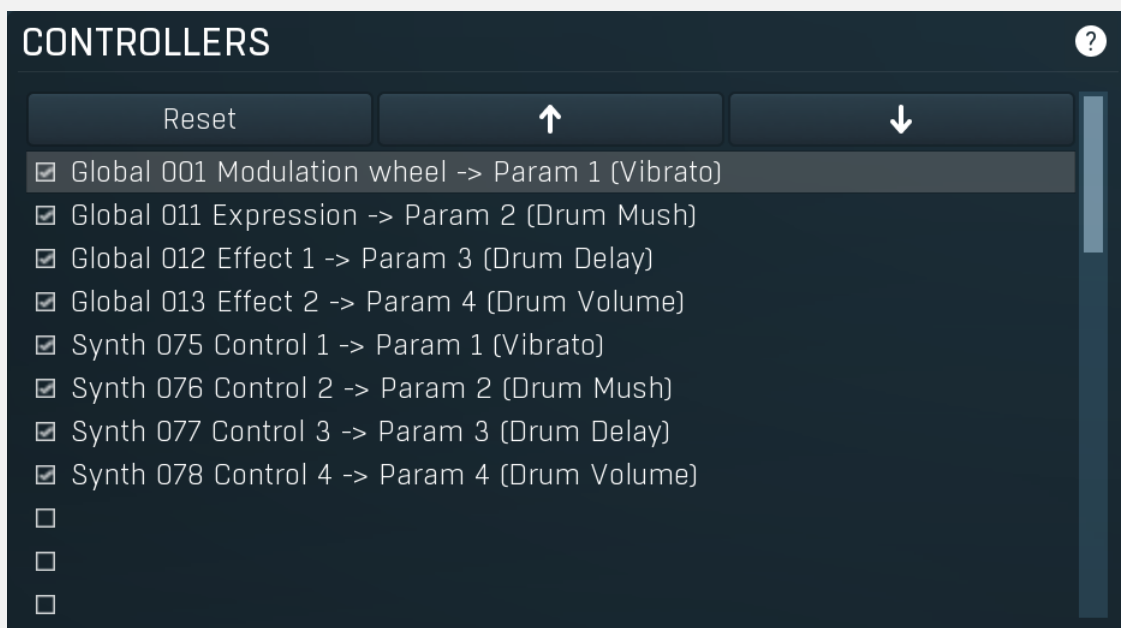 CONTROLLERS
?
Reset ↑ ↓
Global 001 Modulation wheel -> Param 1 (Vibrato)
Global 011 Expression -> Param 2 (Drum Mush)
Global 012 Effect 1 -> Param 3 (Drum Delay)
Global 013 Effect 2 -> Param 4 (Drum Volume)
Synth 075 Control 1 -> Param 1 (Vibrato)
Synth 076 Control 2 -> Param 2 (Drum Mush)
Synth 077 Control 3 -> Param 3 (Drum Delay)
Synth 078 Control 4 -> Param 4 (Drum Volume)